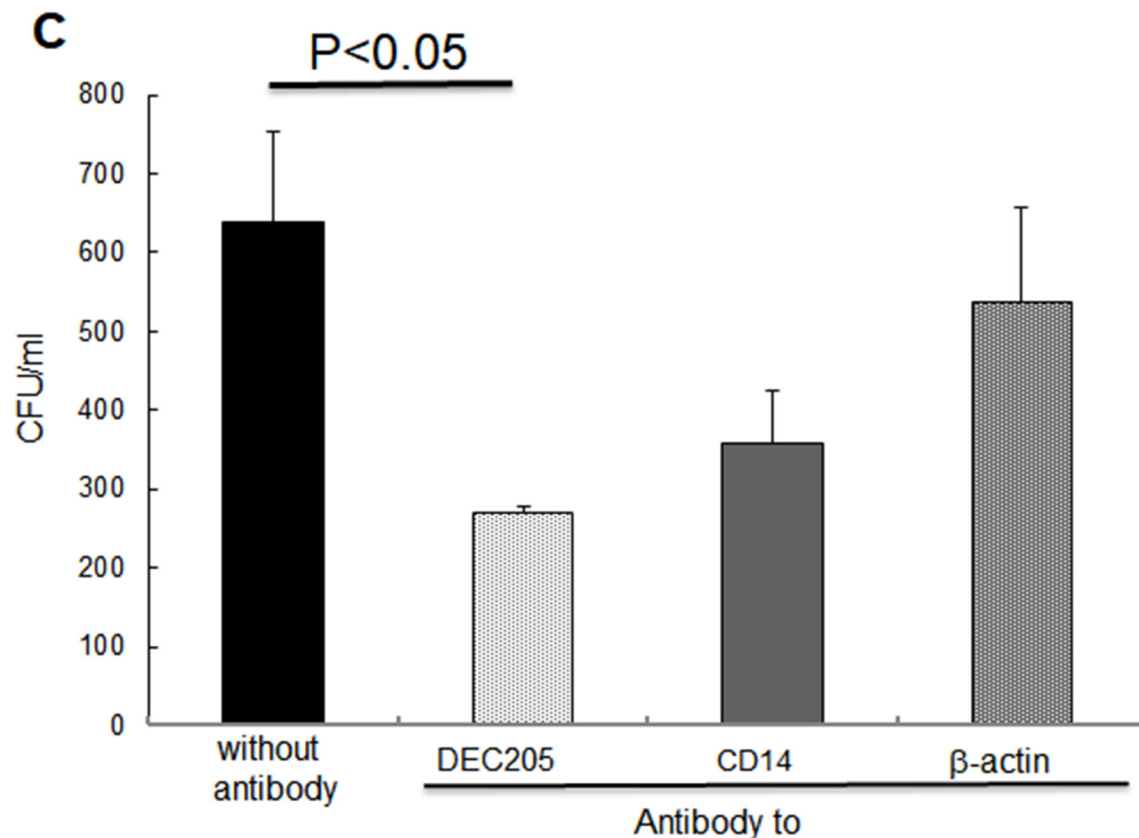 C
P<0.05
800
700
600
500
400
300
200
100
0
CFU/ml
without
antibody
DEC205
CD14
β-actin
Antibody to